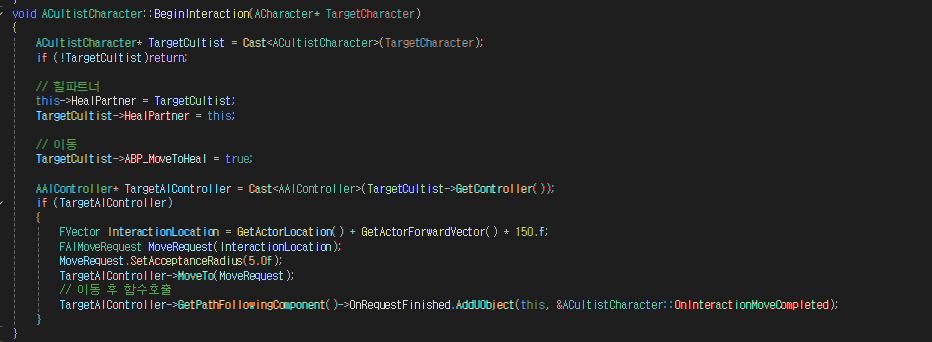 void ACultistCharacter::BeginInteraction(ACharacter* TargetCharacter)
{
ACultistCharacter* TargetCultist = Cast<ACultistCharacter>(TargetCharacter);
if (!TargetCultist)return;
// 힐파트너
this->HealPartner = TargetCultist;
TargetCultist->HealPartner = this;
// 이동
TargetCultist->ABP_MoveToHeal = true;
AAIController* TargetAIController = Cast<AAIController>(TargetCultist->GetController());
if (TargetAIController)
{
FVector InteractionLocation = GetActorLocation() + GetActorForwardVector() * 150.f;
FAIMoveRequest MoveRequest(InteractionLocation);
MoveRequest.SetAcceptanceRadius(5.0f);
TargetAIController->MoveTo(MoveRequest);
// 이동 후 함수호출
TargetAIController->GetPathFollowingComponent()->OnRequestFinished.AddUObject(this, &ACultistCharacter::OnInteractionMoveCompleted);
}
}